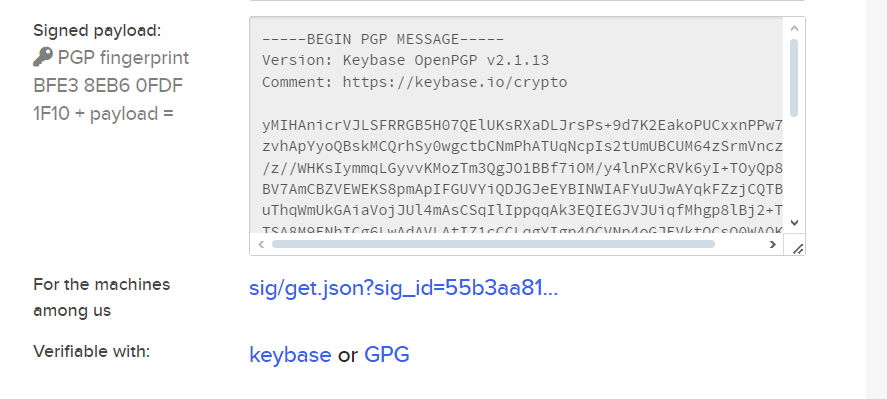 Signed payload:
PGP fingerprint
BFE3 8EB6 0FDF
1F10 + payload =
-----BEGIN PGP MESSAGE-----
Version: Keybase OpenPGP v2.1.13
Comment: https://keybase.io/crypto
yMIHAnicrVJLSFRRGB5H07QElUKsRXaDLJrsPs+9d7K2EakoPUCxxnPPw7
zvhApYyoQBskMCQrhSy0wgctbCNmPhATUqNcpIs2tUmUBCUM64zSrmVncz
/z//WHKsIymmqLGyvvKMozTm3QgJO1BBf7iOM/y4lnPXcRVk6yI+TOyQp8
BV7AmCBZVEWEKS8pmApIFGUVYiQDJGJeEYBINWIAFYuUJwAYqkFZzjCQTB
uThqWmUkGAiaVojJUl4mAsCSqIlIppqqAk3EQIEGJVJUiqfMhgp8lBj2+T
For the machines
among us
sig/get.json?sig_id=55b3aa81...
Verifiable with:
keybase or GPG